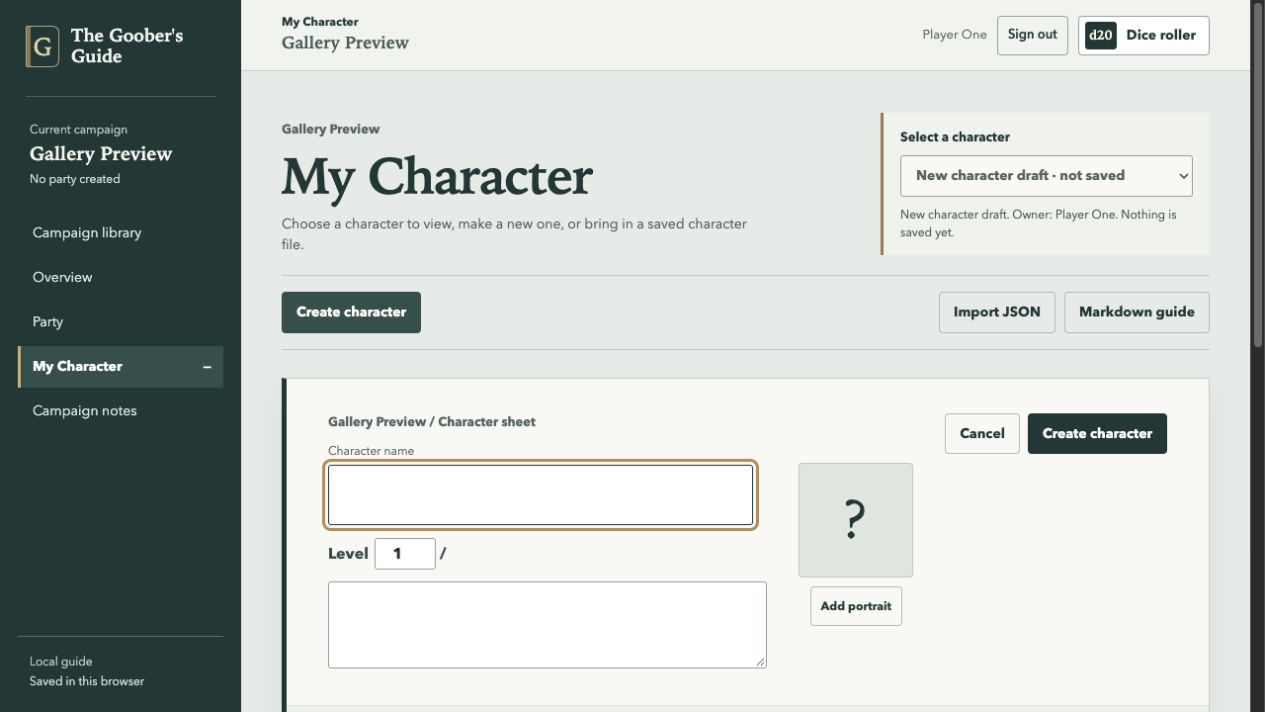 G
The Goober's
Guide
Current campaign
Gallery Preview
No party created
Campaign library
Overview
Party
My Character –
Campaign notes
Local guide
Saved in this browser
My Character
Gallery Preview
Player One
Sign out
d20 Dice roller
Gallery Preview
My Character
Choose a character to view, make a new one, or bring in a saved character
file.
Select a character
New character draft · not saved
New character draft. Owner: Player One. Nothing is
saved yet.
Create character
Import JSON
Markdown guide
Gallery Preview / Character sheet
Cancel
Create character
Character name
Level 1 /
?
Add portrait